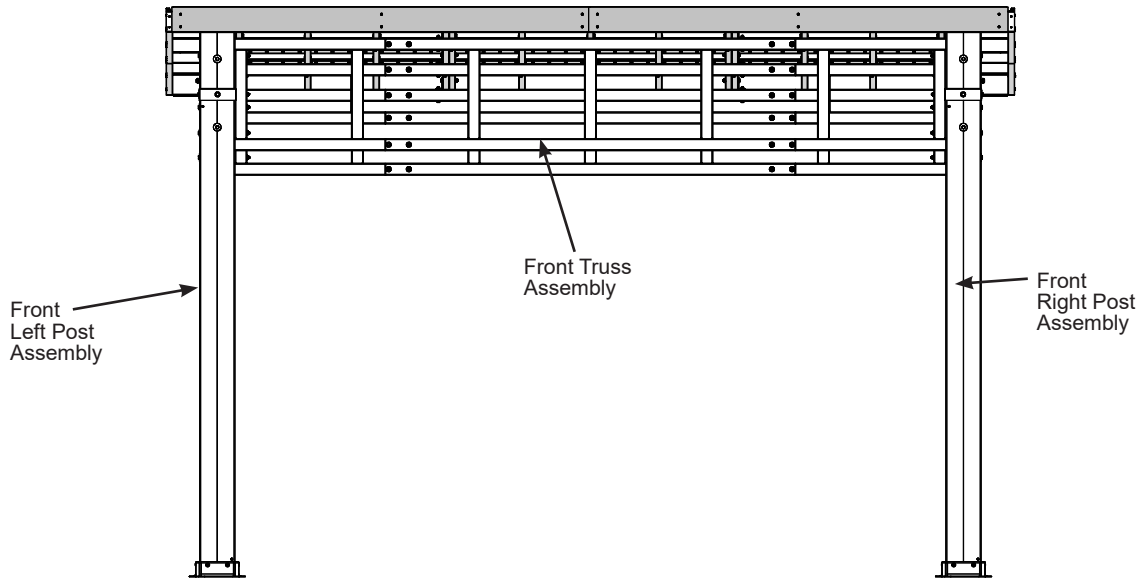 Front
Left Post
Assembly
Front Truss
Assembly
Front
Right Post
Assembly